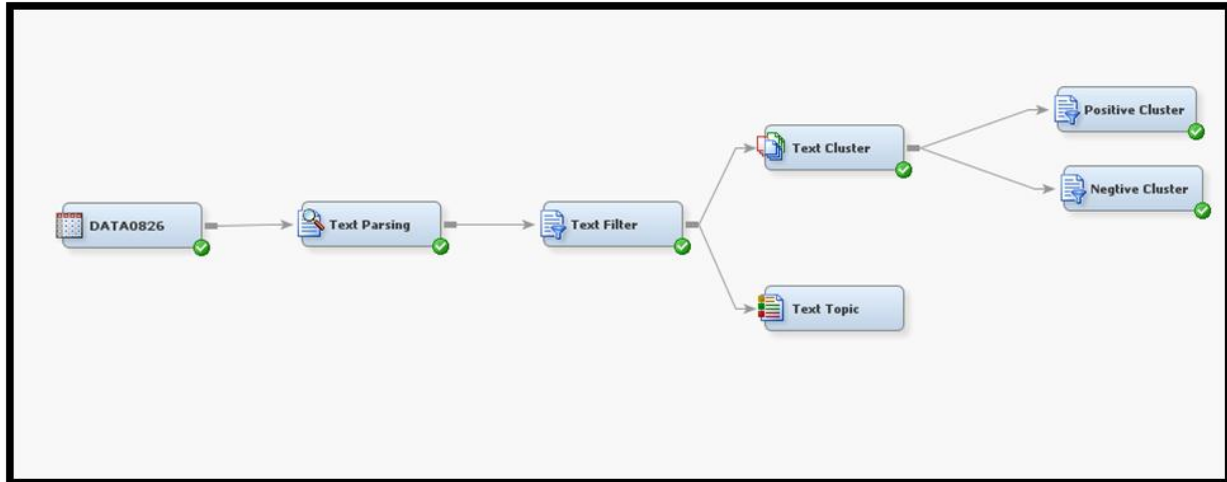 DATA0826
Text Parsing
Text Filter
Text Cluster
Text Topic
Positive Cluster
Negtive Cluster